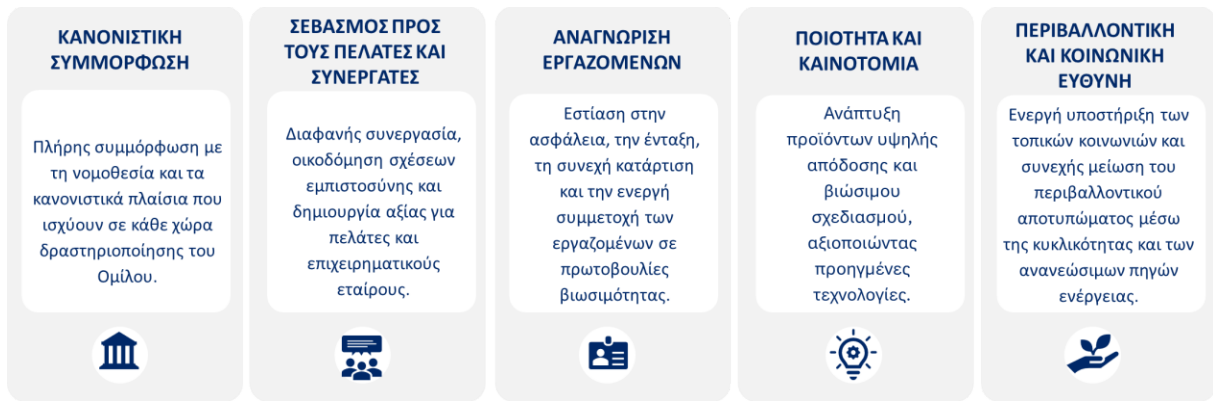 ΚΑΝΟΝΙΣΤΙΚΗ
ΣΥΜΜΟΡΦΩΣΗ
Πλήρης συμμόρφωση με
τη νομοθεσία και τα
κανονιστικά πλαίσια που
ισχύουν σε κάθε χώρα
δραστηριοποίησης του
Ομίλου.
ΣΕΒΑΣΜΟΣ ΠΡΟΣ
ΤΟΥΣ ΠΕΛΑΤΕΣ ΚΑΙ
ΣΥΝΕΡΓΑΤΕΣ
Διαφανής συνεργασία,
οικοδόμηση σχέσεων
εμπιστοσύνης και
δημιουργία αξίας για
πελάτες και
επιχειρηματικούς
εταίρους.
ΑΝΑΓΝΩΡΙΣΗ
ΕΡΓΑΖΟΜΕΝΩΝ
Εστίαση στην
ασφάλεια, την ένταξη,
τη συνεχή κατάρτιση
και την ενεργή
συμμετοχή των
εργαζομένων σε
πρωτοβουλίες
βιωσιμότητας.
ΠΟΙΟΤΗΤΑ ΚΑΙ
ΚΑΙΝΟΤΟΜΙΑ
Ανάπτυξη
προϊόντων υψηλής
απόδοσης και
βιώσιμου
σχεδιασμού,
αξιοποιώντας
προηγμένες
τεχνολογίες.
ΠΕΡΙΒΑΛΛΟΝΤΙΚΗ
ΚΑΙ ΚΟΙΝΩΝΙΚΗ
ΕΥΘΥΝΗ
Ενεργή υποστήριξη των
τοπικών κοινωνιών και
συνεχής μείωση του
περιβαλλοντικού
αποτυπώματος μέσω
της κυκλικότητας και των
ανανεώσιμων πηγών
ενέργειας.